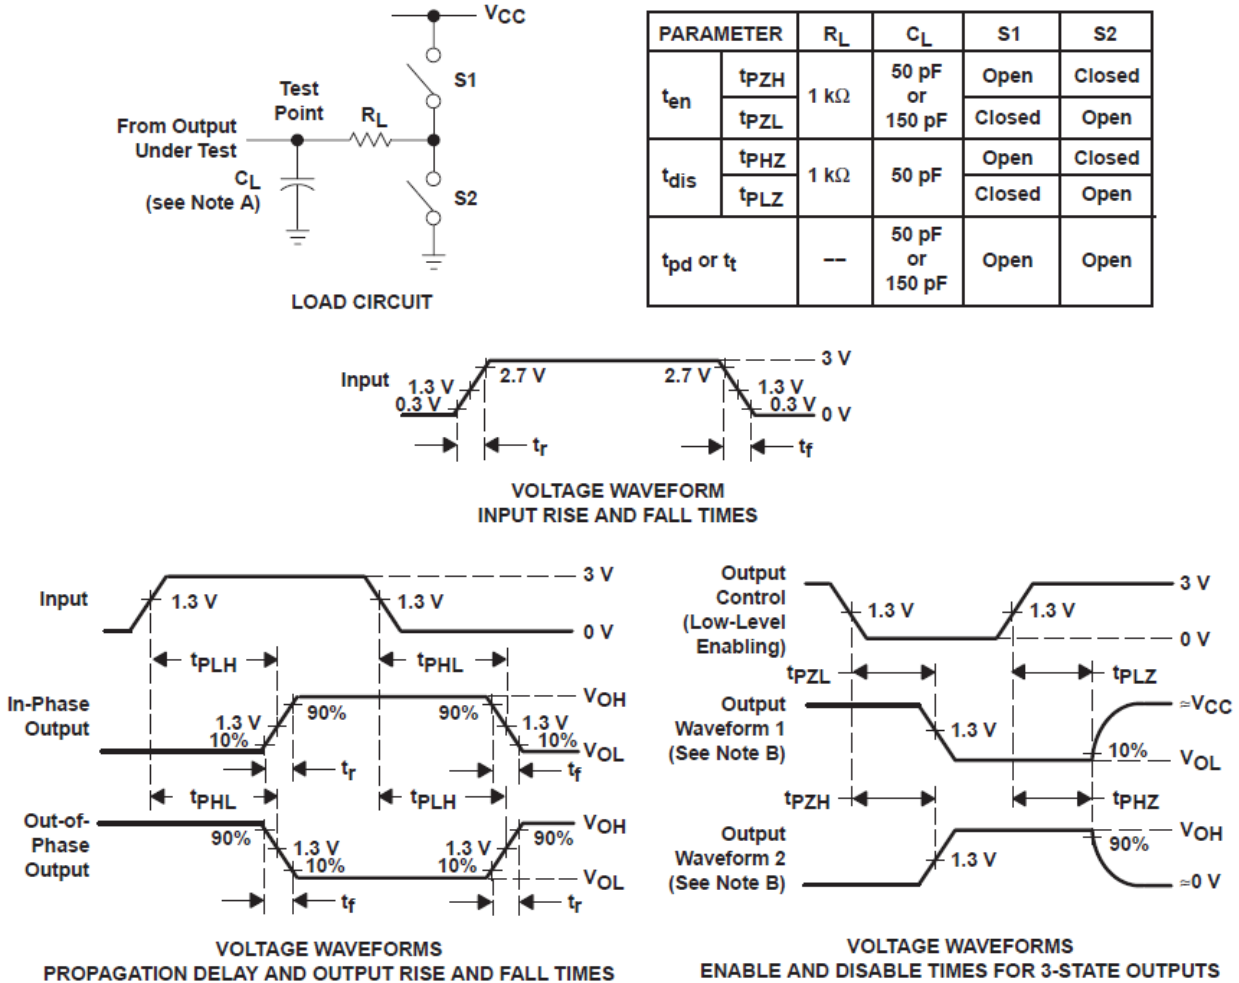 VCC
S1
Test
Point
RL
From Output
Under Test
CL
(see Note A)
S2
LOAD CIRCUIT
PARAMETER RL CL S1 S2
ten tPZH 1 kΩ 50 pF or 150 pF Open Closed
tPZL Closed Open
tdis tPHZ 1 kΩ 50 pF Open Closed
tPLZ Closed Open
tpd or tt −− 50 pF or 150 pF Open Open
Input 1.3 V 2.7 V 2.7 V 1.3 V 3 V
0.3 V 0.3 V 0 V
tr tf
VOLTAGE WAVEFORM
INPUT RISE AND FALL TIMES
Input 1.3 V 1.3 V 3 V
0 V
tPLH tPHL
In-Phase
Output
1.3 V 90% 90% 1.3 V VOH
10% 10% VOL
tr tf
tPHL tPLH
Out-of-
Phase
Output
90% 1.3 V 1.3 V 90% VOH
10% 10% VOL
tf tr
VOLTAGE WAVEFORMS
PROPAGATION DELAY AND OUTPUT RISE AND FALL TIMES
Output
Control
(Low-Level
Enabling)
1.3 V 1.3 V 3 V
0 V
tPZL tPLZ
Output
Waveform 1
(See Note B)
1.3 V 10% ≈VCC
VOL
tPZH tPHZ
Output
Waveform 2
(See Note B)
1.3 V 90% VOH
≈0 V
VOLTAGE WAVEFORMS
ENABLE AND DISABLE TIMES FOR 3-STATE OUTPUTS